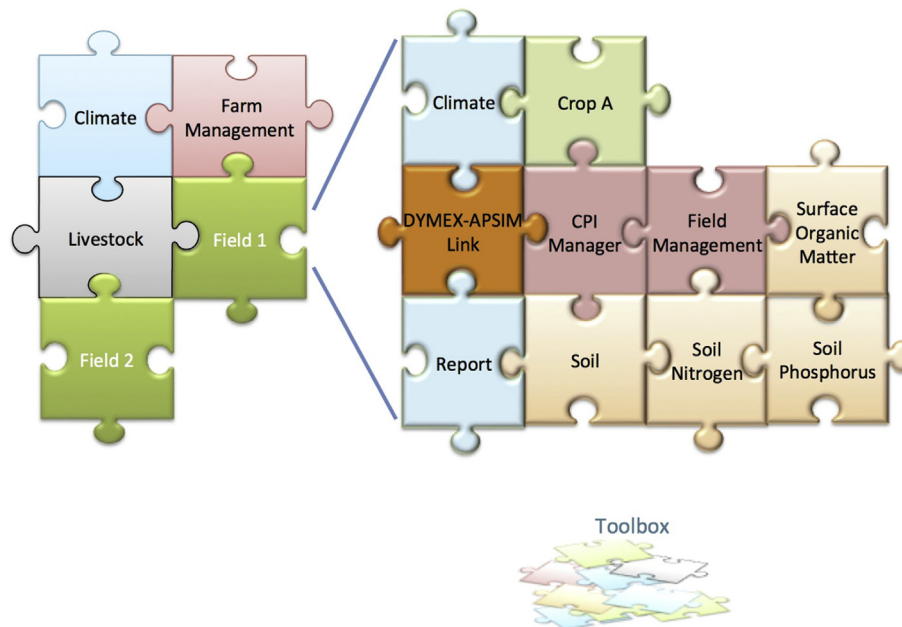 Climate
Farm
Management
Livestock
Field 1
Field 2
Climate
Crop A
DYMEX-APSIM
Link
CPI
Manager
Field
Management
Surface
Organic
Matter
Report
Soil
Soil
Nitrogen
Soil
Phosphorus
Toolbox